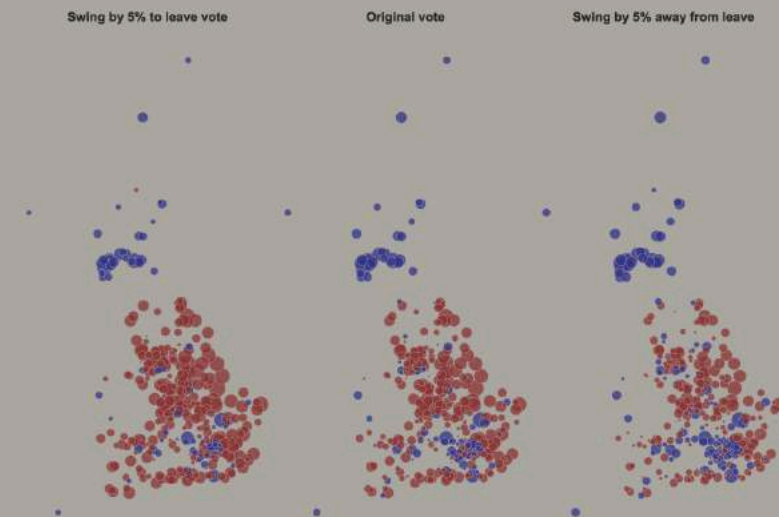 Swing by 5% to leave vote
Original vote
Swing by 5% away from leave